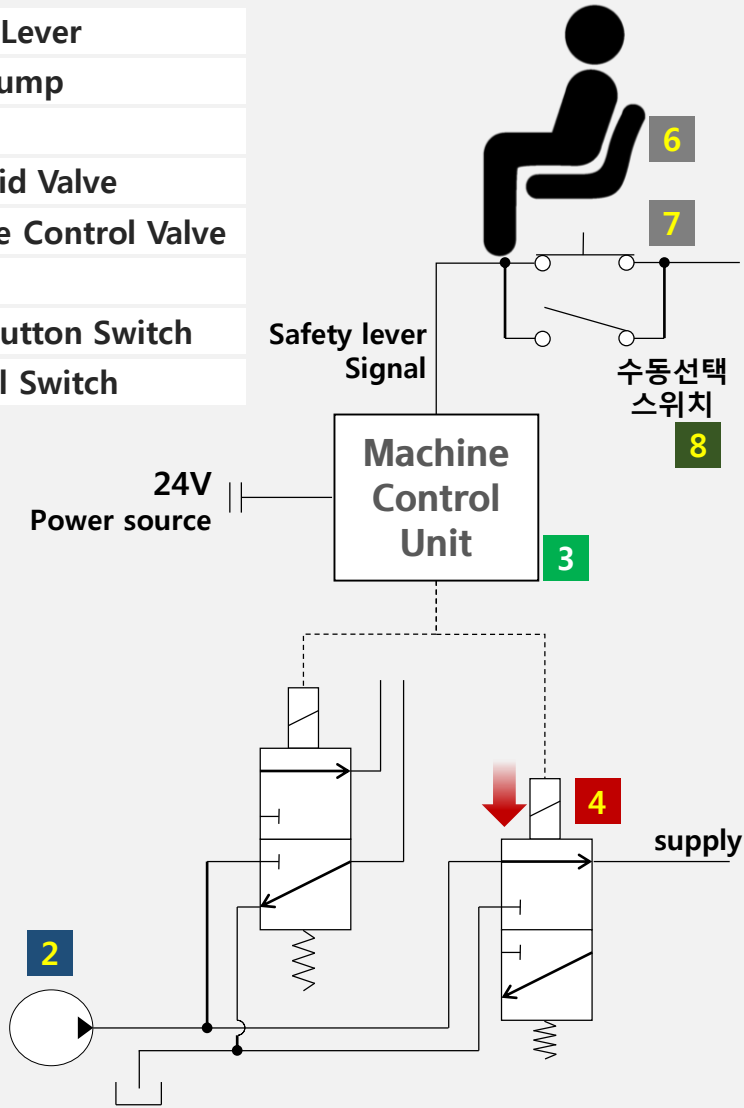 Lever
ump
id Valve
e Control Valve
utton Switch
l Switch
6
7
Safety lever
Signal
수동선택
스위치
8
Machine
Control
Unit
24V
Power source
3
4
supply
2